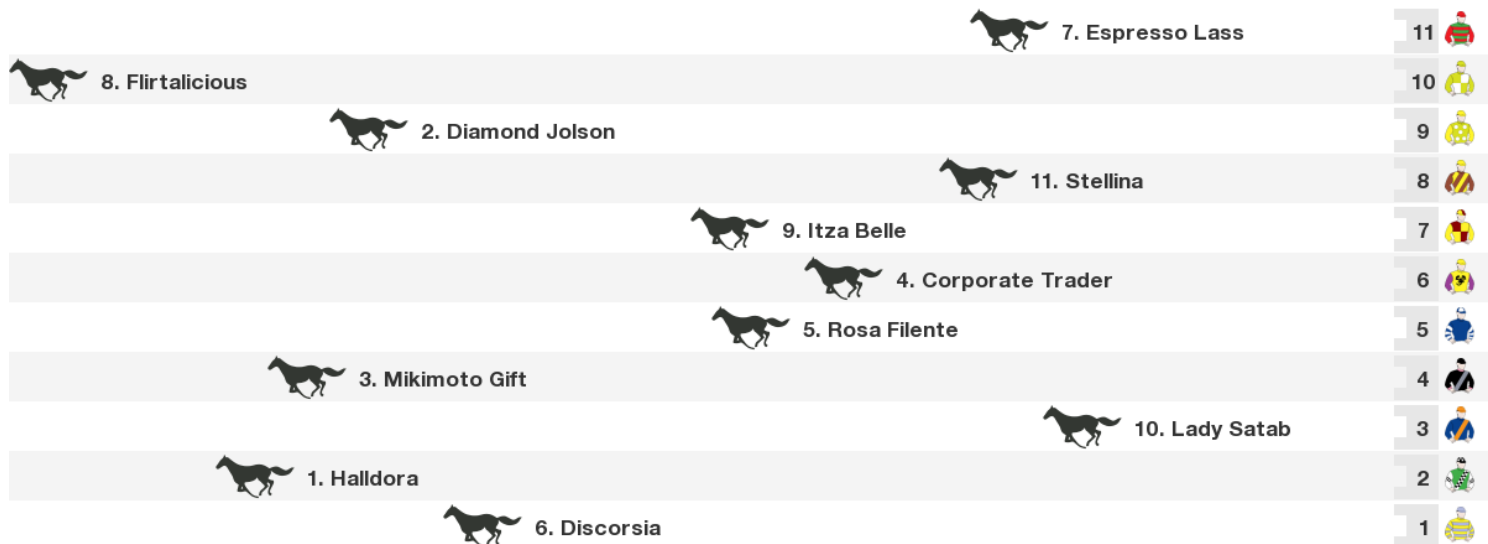 7. Espresso Lass 11
8. Flirtalicious 10
2. Diamond Jolson 9
11. Stellina 8
9. Itza Belle 7
4. Corporate Trader 6
5. Rosa Filente 5
3. Mikimoto Gift 4
10. Lady Satab 3
1. Halldora 2
6. Discorsia 1